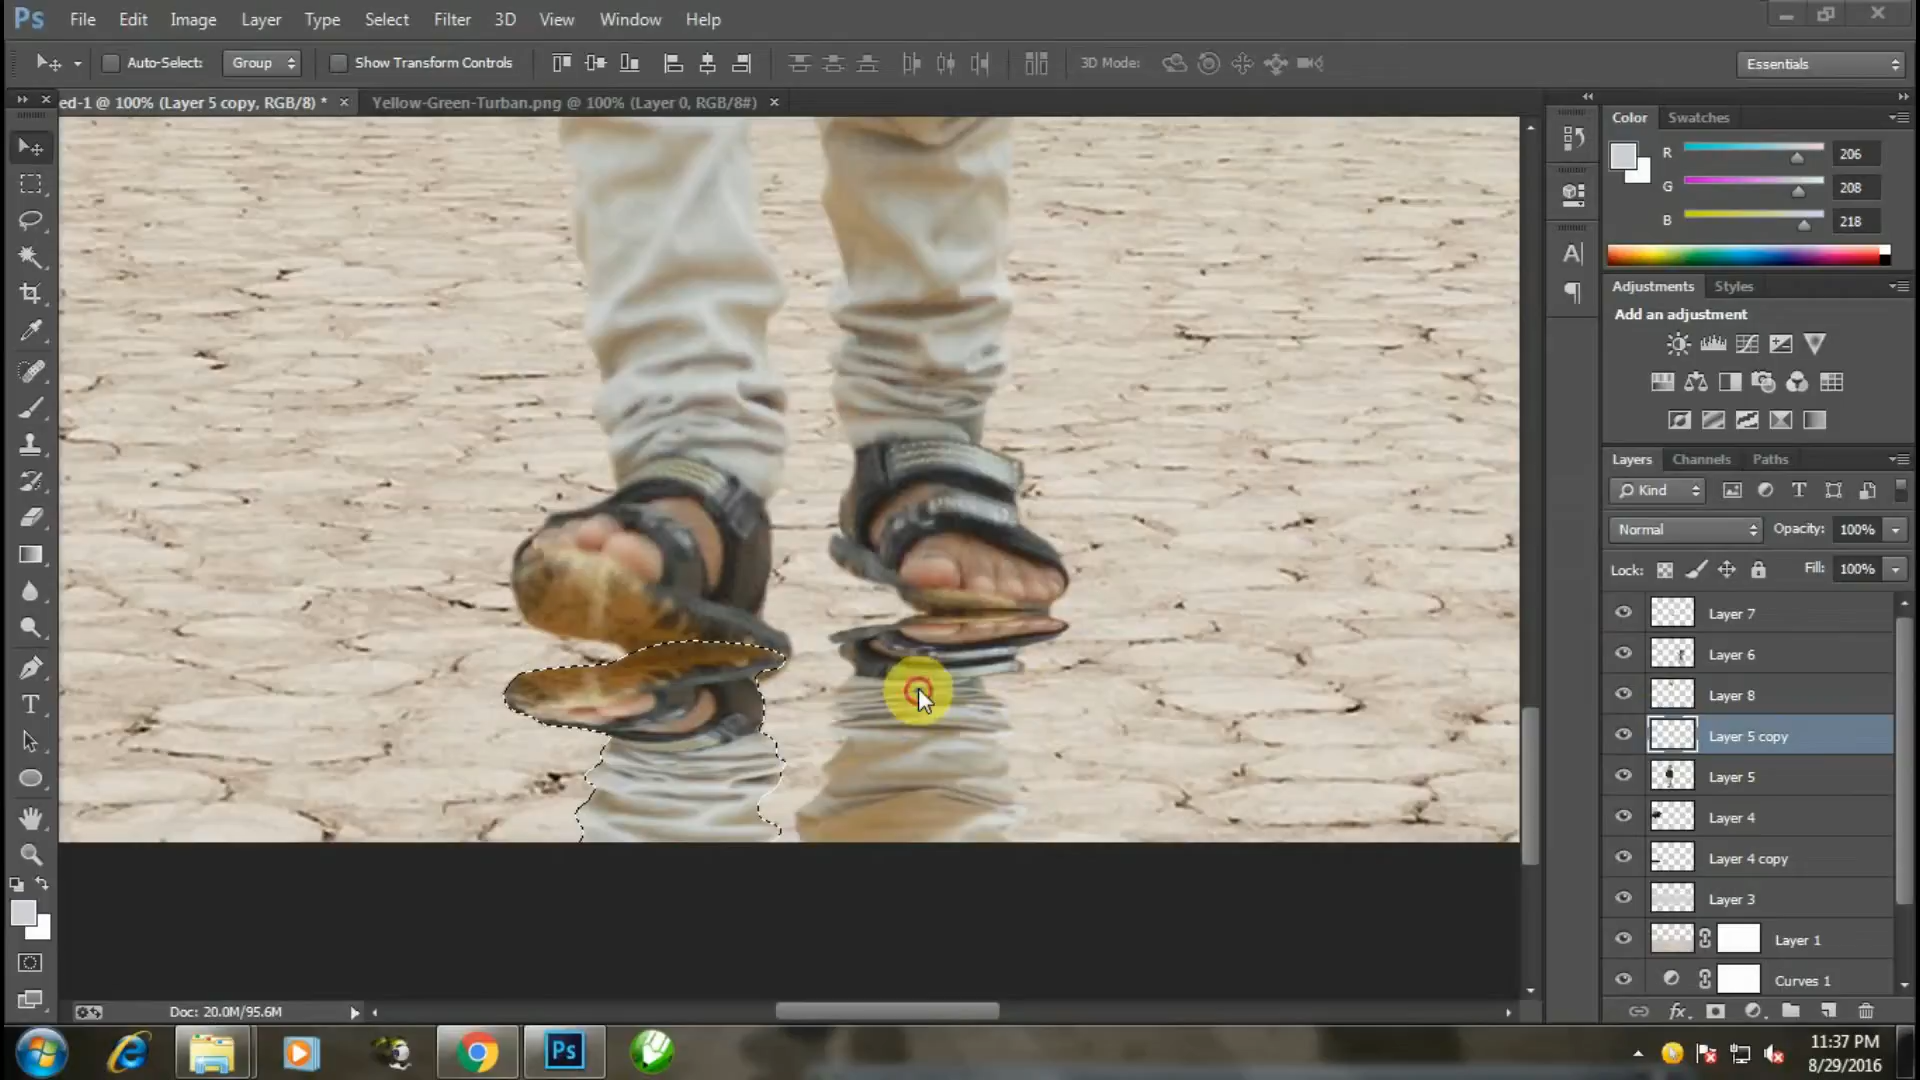 Ps File Edit Image Layer Type Select Filter 3D View Window Help
Auto-Select: Group Show Transform Controls 3D Mode: Essentials
ed-1 @ 100% (Layer 5 copy, RGB/8) * × Yellow-Green-Turban.png @ 100% (Layer 0, RGB/8#) ×
Color Swatches
R 206
G 208
B 218
Adjustments Styles
Add an adjustment
Layers Channels Paths
Kind
Normal Opacity: 100%
Lock: Fill: 100%
Layer 7
Layer 6
Layer 8
Layer 5 copy
Layer 5
Layer 4
Layer 4 copy
Layer 3
Layer 1
Curves 1
fx
Doc: 20.0M/95.6M
Ps
11:37 PM
8/29/2016